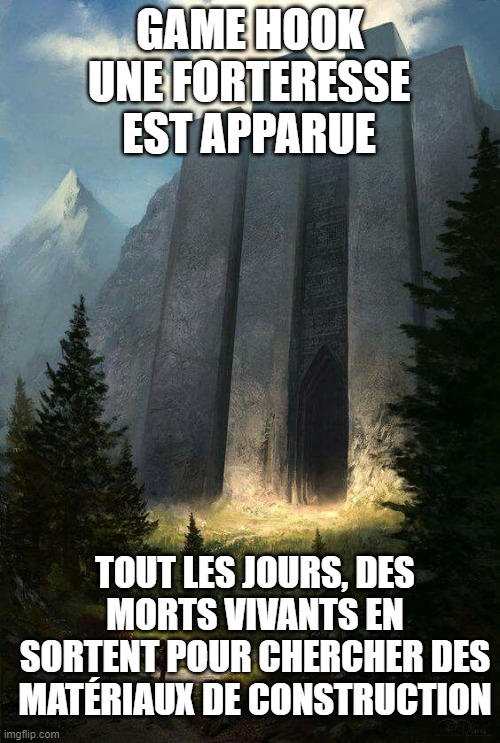 GAME HOOK
UNE FORTERESSE
EST APPARUE
TOUT LES JOURS, DES
MORTS VIVANTS EN
SORTENT POUR CHERCHER DES
MATÉRIAUX DE CONSTRUCTION
imgflip.com